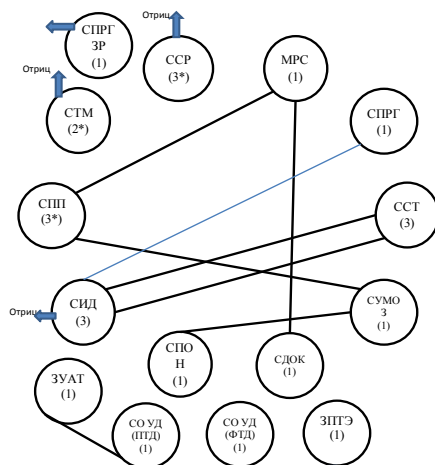 СПРГ
ЗР
(1)
Отриц
ССР
(3*)
МРС
(1)
Отриц
СТМ
(2*)
СПРГ
(1)
СПП
(3*)
ССТ
(3)
СИД
(3)
Отриц
СУМО
З
(1)
СПО
Н
(1)
СДОК
(1)
ЗУАТ
(1)
СО УД
(ПТД)
(1)
СО УД
(ФТД)
(1)
ЗПТЭ
(1)